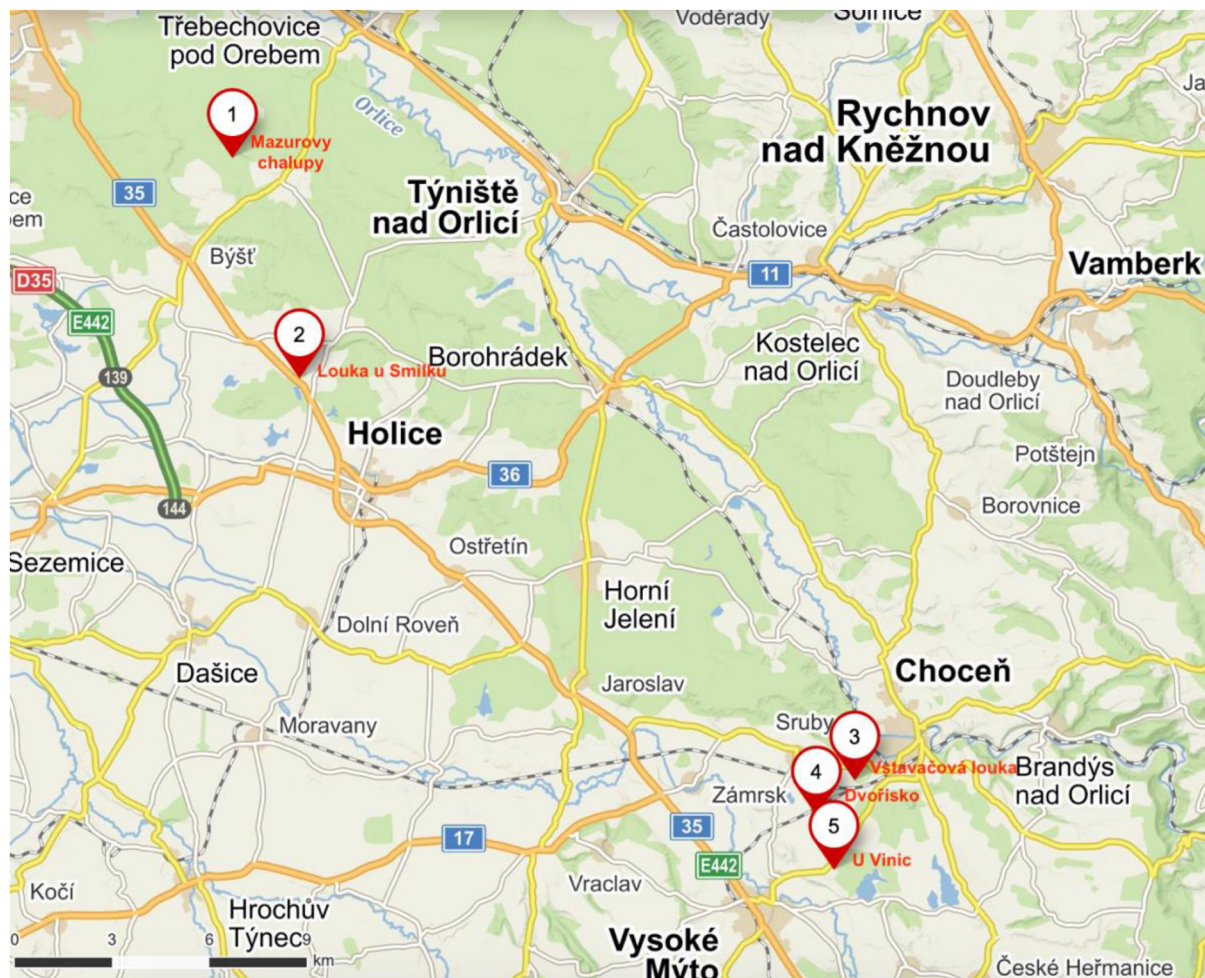 Voděrady
Solnice
Třebechovice
pod Orebem
Orlice
1
Mazurovy
chalupy
Rychnov
nad Kněžnou
35
Týniště
nad Orlicí
Častolovice
Býšť
11
Vamberk
D35
E442
2
Louka u Smilku
Borohrádek
Kostelec
nad Orlicí
139
Doudleby
nad Orlicí
Holice
Potštejn
36
144
Borovnice
Sezemice
Ostřetín
Horní
Jelení
Dolní Roveň
Dašice
Choceň
Jaroslav
Moravany
Sruby
3
Vstavačová louka
4
Zámrsk
Dvořisko
Brandýs
nad Orlicí
5
35
17
E442
U Vinic
Vraclav
Kočí
Hrochův
Týnec
Vysoké
Mýto
České Heřmanice
0 3 6 9
km